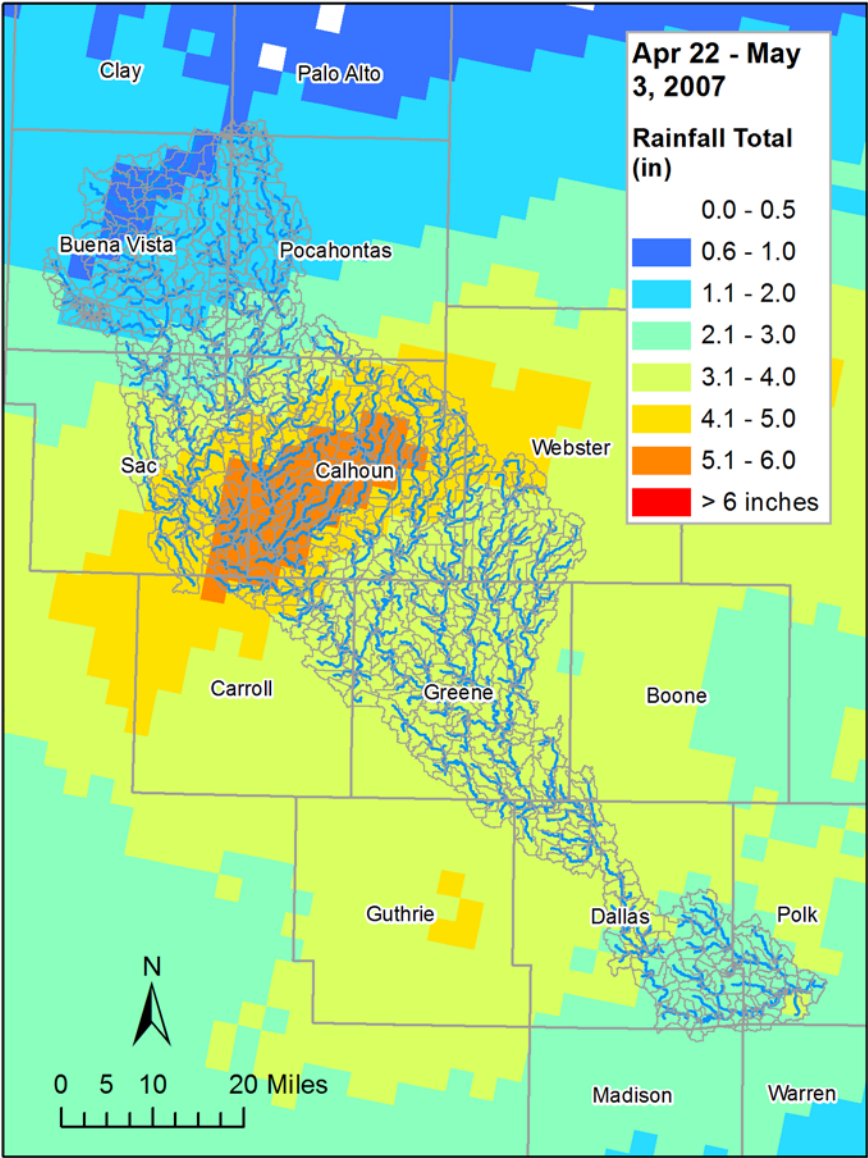 Apr 22 - May
3, 2007
Rainfall Total
(in)
0.0 - 0.5
0.6 - 1.0
1.1 - 2.0
2.1 - 3.0
3.1 - 4.0
4.1 - 5.0
5.1 - 6.0
> 6 inches
Clay
Palo Alto
Buena Vista
Pocahontas
Sac
Calhoun
Webster
Carroll
Greene
Boone
Guthrie
Dallas
Polk
Madison
Warren
N
0 5 10 20 Miles